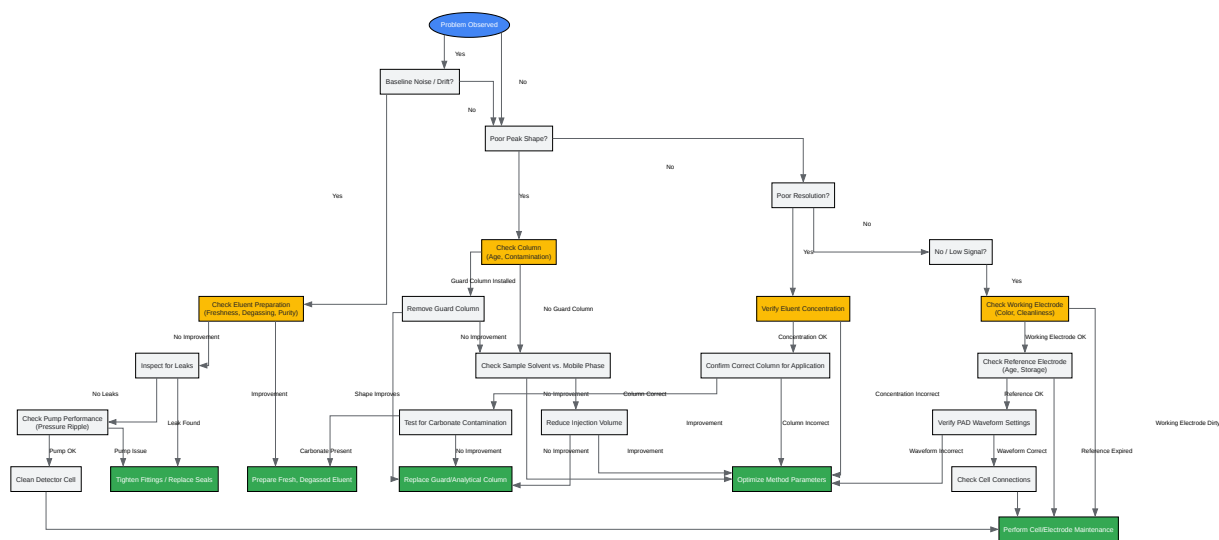 Problem Observed
Yes
Baseline Noise / Drift?
No
No
Poor Peak Shape?
No
Yes
Yes
Poor Resolution?
No
Check Column
(Age, Contamination)
Yes
No / Low Signal?
Guard Column Installed
Yes
Check Eluent Preparation
(Freshness, Degassing, Purity)
Remove Guard Column
No Guard Column
Verify Eluent Concentration
Check Working Electrode
(Color, Cleanliness)
No Improvement
No Improvement
Concentration OK
Working Electrode OK
Inspect for Leaks
Check Sample Solvent vs. Mobile Phase
Confirm Correct Column for Application
Check Reference Electrode
(Age, Storage)
No Leaks
Improvement
Shape Improves
No Improvement
Column Correct
Concentration Incorrect
Reference OK
Check Pump Performance
(Pressure Ripple)
Leak Found
Test for Carbonate Contamination
Reduce Injection Volume
Improvement
Column Incorrect
Verify PAD Waveform Settings
Working Electrode Dirty
Pump OK
Pump Issue
Carbonate Present
No Improvement
No Improvement
Improvement
Waveform Incorrect
Waveform Correct
Reference Expired
Clean Detector Cell
Tighten Fittings / Replace Seals
Prepare Fresh, Degassed Eluent
Replace Guard/Analytical Column
Optimize Method Parameters
Check Cell Connections
Perform Cell/Electrode Maintenance